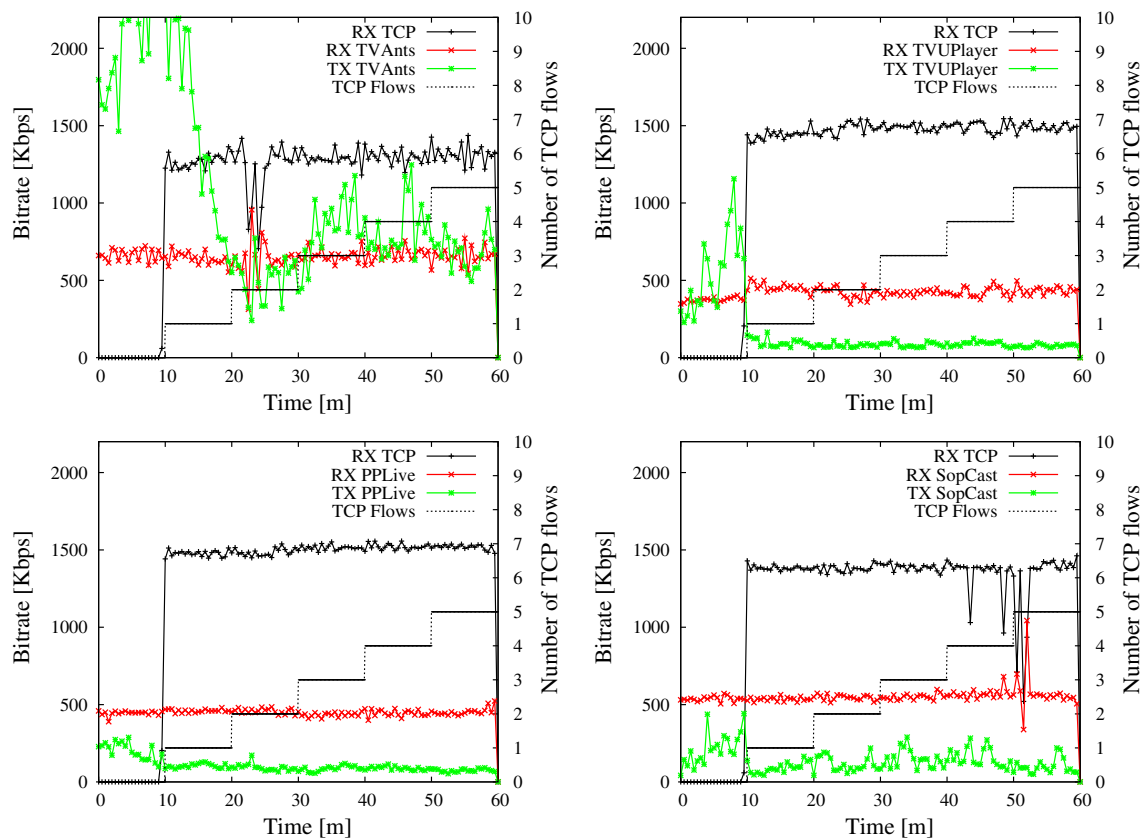 RX TCP
RX TVAnts
TX TVAnts
TCP Flows
0
500
1000
1500
2000
0
1
2
3
4
5
6
7
8
9
10
0 10 20 30 40 50 60
Bitrate [Kbps]
Number of TCP flows
Time [m]
RX TCP
RX TVUPlayer
TX TVUPlayer
TCP Flows
0
500
1000
1500
2000
0
1
2
3
4
5
6
7
8
9
10
0 10 20 30 40 50 60
Bitrate [Kbps]
Number of TCP flows
Time [m]
RX TCP
RX PPLive
TX PPLive
TCP Flows
0
500
1000
1500
2000
0
1
2
3
4
5
6
7
8
9
10
0 10 20 30 40 50 60
Bitrate [Kbps]
Number of TCP flows
Time [m]
RX TCP
RX SopCast
TX SopCast
TCP Flows
0
500
1000
1500
2000
0
1
2
3
4
5
6
7
8
9
10
0 10 20 30 40 50 60
Bitrate [Kbps]
Number of TCP flows
Time [m]